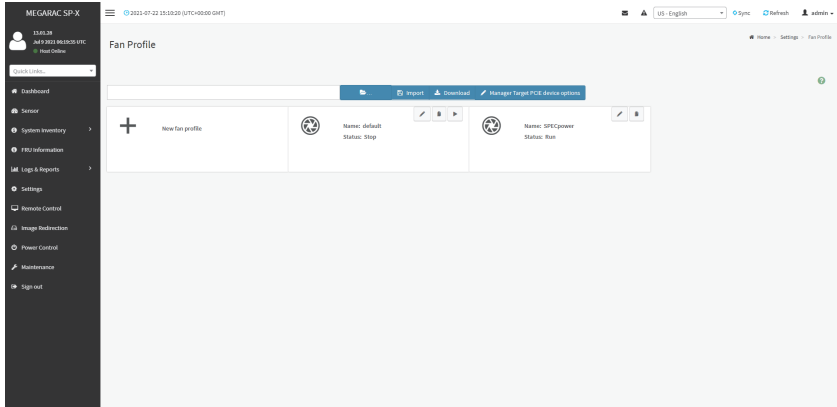 MEGARAC SP-X
2021-07-22 15:10:20 (UTC+00:00 GMT)
US - English
Sync
Refresh
admin
13.01.20
Jul 9 2021 06:19:35 UTC
Host Online
Quick Links...
Dashboard
Sensor
System Inventory
FRU Information
Logs & Reports
Settings
Remote Control
Image Redirection
Power Control
Maintenance
Sign out
Fan Profile
Home
Settings
Fan Profile
...
Import
Download
Manager Target PCIE device options
New fan profile
Name: default
Status: Stop
Name: SPECpower
Status: Run